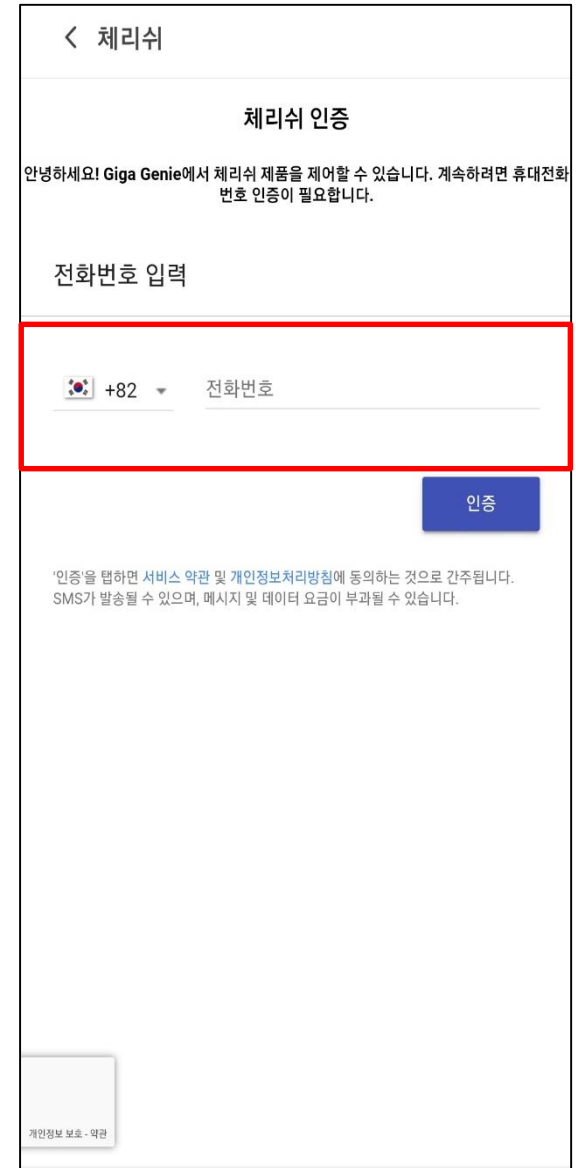 체리쉬
체리쉬 인증
안녕하세요! Giga Genie에서 체리쉬 제품을 제어할 수 있습니다. 계속하려면 휴대전화
번호 인증이 필요합니다.
전화번호 입력
+82 전화번호
인증
'인증'을 탭하면 서비스 약관 및 개인정보처리방침에 동의하는 것으로 간주됩니다.
SMS가 발송될 수 있으며, 메시지 및 데이터 요금이 부과될 수 있습니다.
개인정보 보호 - 약관